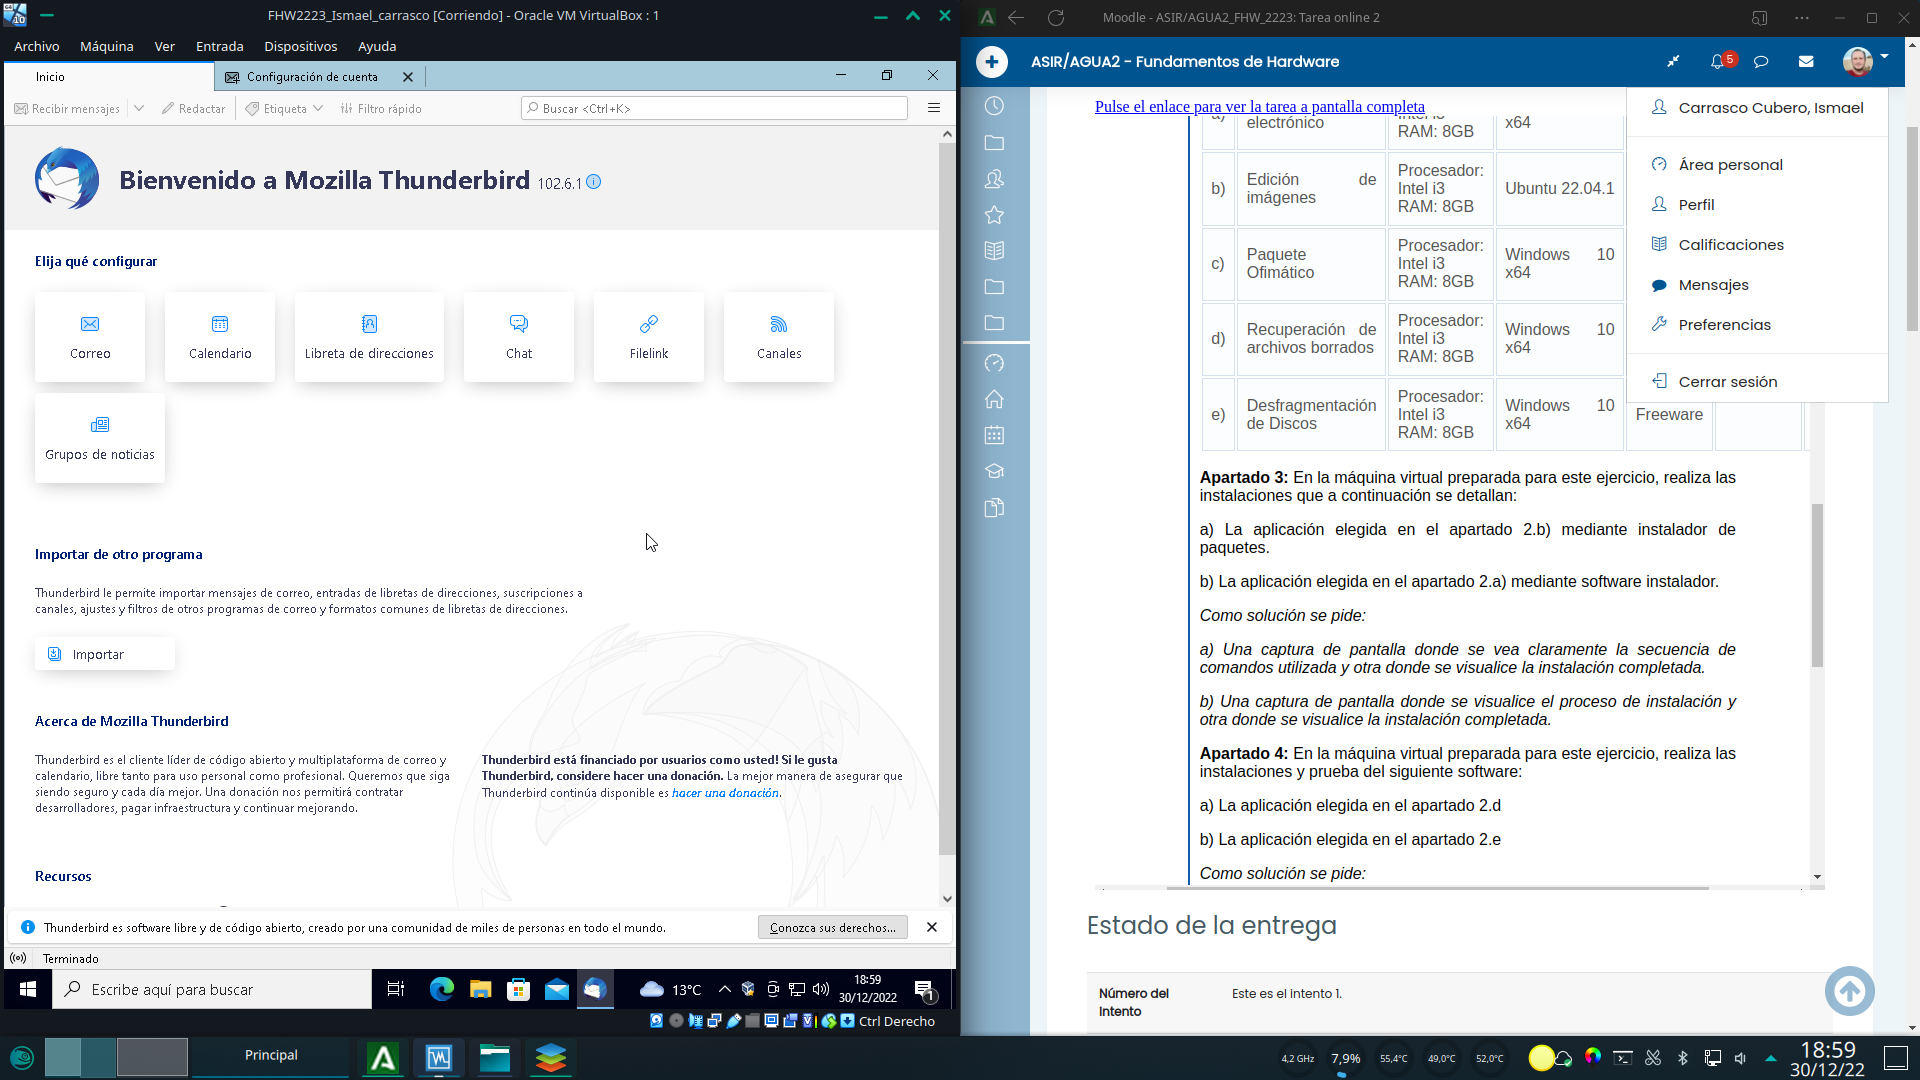 FHW2223_Ismael_carrasco [Corriendo] - Oracle VM VirtualBox : 1
Archivo Máquina Ver Entrada Dispositivos Ayuda
Inicio
Configuración de cuenta
Recibir mensajes
Redactar
Etiqueta
Filtro rápido
Buscar <Ctrl+K>
Bienvenido a Mozilla Thunderbird 102.6.1
Elija qué configurar
Correo
Calendario
Libreta de direcciones
Chat
Filelink
Canales
Grupos de noticias
Importar de otro programa
Thunderbird le permite importar mensajes de correo, entradas de libretas de direcciones, suscripciones a
canales, ajustes y filtros de otros programas de correo y formatos comunes de libretas de direcciones.
Importar
Acerca de Mozilla Thunderbird
Thunderbird es el cliente líder de código abierto y multiplataforma de correo y
calendario, libre tanto para uso personal como profesional. Queremos que siga
siendo seguro y cada día mejor. Una donación nos permitirá contratar
desarrolladores, pagar infraestructura y continuar mejorando.
Thunderbird está financiado por usuarios como usted! Si le gusta
Thunderbird, considere hacer una donación. La mejor manera de asegurar que
Thunderbird continúa disponible es hacer una donación.
Recursos
Thunderbird es software libre y de código abierto, creado por una comunidad de miles de personas en todo el mundo.
Conozca sus derechos...
Terminado
Escribe aquí para buscar
13°C
18:59
30/12/2022
1
Ctrl Derecho
Moodle - ASIR/AGUA2_FHW_2223: Tarea online 2
ASIR/AGUA2 - Fundamentos de Hardware
5
Pulse el enlace para ver la tarea a pantalla completa
electrónico
RAM: 8GB
x64
b) Edición de imágenes
Procesador: Intel i3 RAM: 8GB
Ubuntu 22.04.1
c) Paquete Ofimático
Procesador: Intel i3 RAM: 8GB
Windows 10 x64
d) Recuperación de archivos borrados
Procesador: Intel i3 RAM: 8GB
Windows 10 x64
e) Desfragmentación de Discos
Procesador: Intel i3 RAM: 8GB
Windows 10 x64
Freeware
Carrasco Cubero, Ismael
Área personal
Perfil
Calificaciones
Mensajes
Preferencias
Cerrar sesión
Apartado 3: En la máquina virtual preparada para este ejercicio, realiza las
instalaciones que a continuación se detallan:
a) La aplicación elegida en el apartado 2.b) mediante instalador de
paquetes.
b) La aplicación elegida en el apartado 2.a) mediante software instalador.
Como solución se pide:
a) Una captura de pantalla donde se vea claramente la secuencia de
comandos utilizada y otra donde se visualice la instalación completada.
b) Una captura de pantalla donde se visualice el proceso de instalación y
otra donde se visualice la instalación completada.
Apartado 4: En la máquina virtual preparada para este ejercicio, realiza las
instalaciones y prueba del siguiente software:
a) La aplicación elegida en el apartado 2.d
b) La aplicación elegida en el apartado 2.e
Como solución se pide:
Estado de la entrega
Número del
Intento
Este es el intento 1.
Principal
4,2 GHz
7,9%
55,4°C
49,0°C
52,0°C
18:59
30/12/22